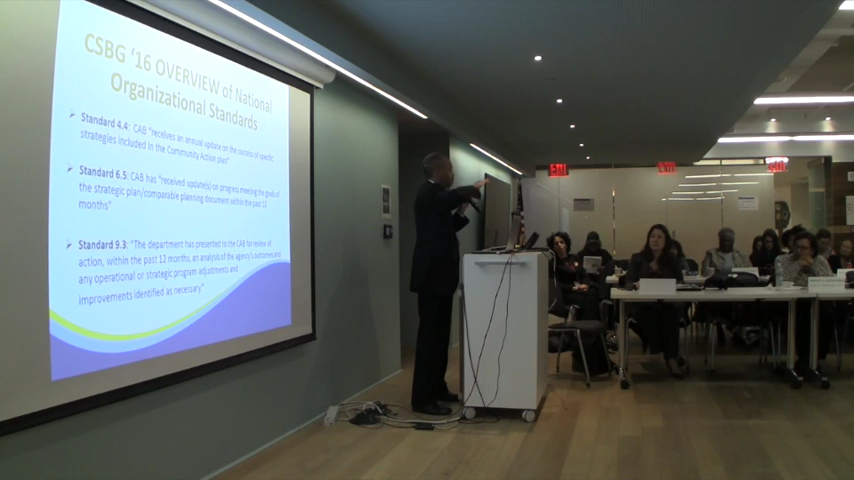 CSBG '16 OVERVIEW of National
Organizational Standards
Standard 4.4: CAB "receives an annual update on the success of specific
strategies included in the Community Action plan"
Standard 6.5: CAB has "received update(s) on progress meeting the goals of
the strategic plan/comparable planning document within the past 12
months"
Standard 9.3: "The department has presented to the CAB for review or
action, within the past 12 months, an analysis of the agency's outcomes and
any operational or strategic program adjustments and
improvements identified as necessary."
EXIT
EXIT
EXIT